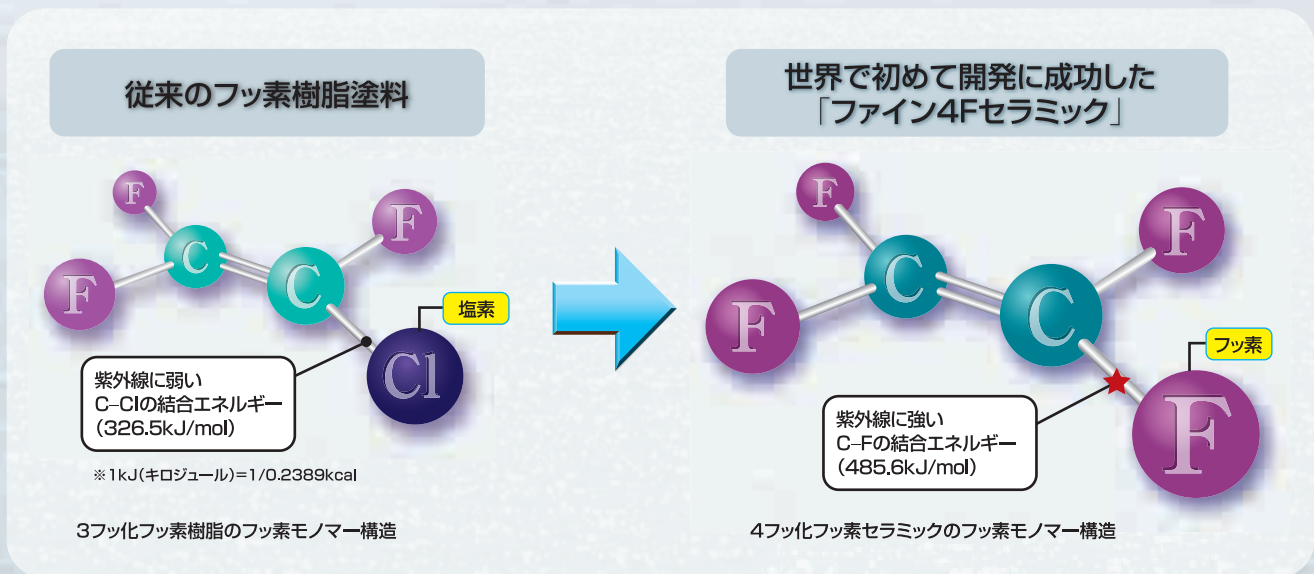 従来のフッ素樹脂塗料
F
F
C
C
F
Cl
塩素
紫外線に弱い
C–Clの結合エネルギー
(326.5kJ/mol)
※1kJ(キロジュール)=1/0.2389kcal
3フッ化フッ素樹脂のフッ素モノマー構造
世界で初めて開発に成功した
「ファイン4Fセラミック」
F
F
C
C
F
F
フッ素
紫外線に強い
C–Fの結合エネルギー
(485.6kJ/mol)
4フッ化フッ素セラミックのフッ素モノマー構造